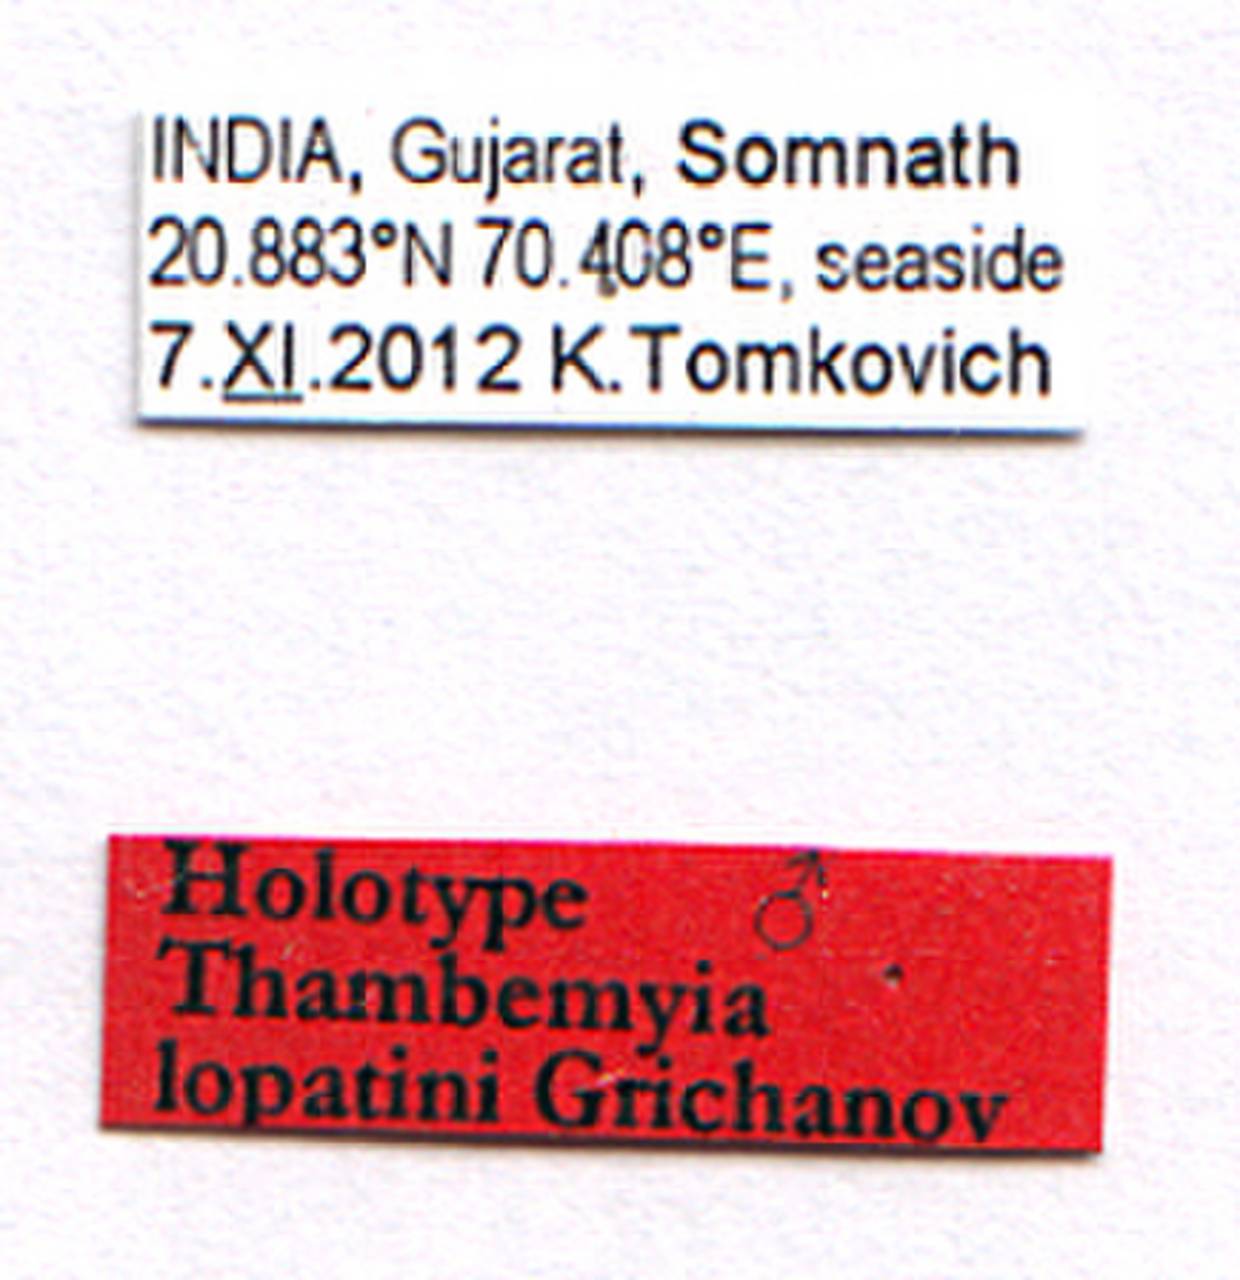 INDIA, Gujarat, Somnath
20.883°N 70.408°E, seaside
7.XI.2012 K.Tomkovich
Holotype ♂
Thambemyia
lopatini Grichanov